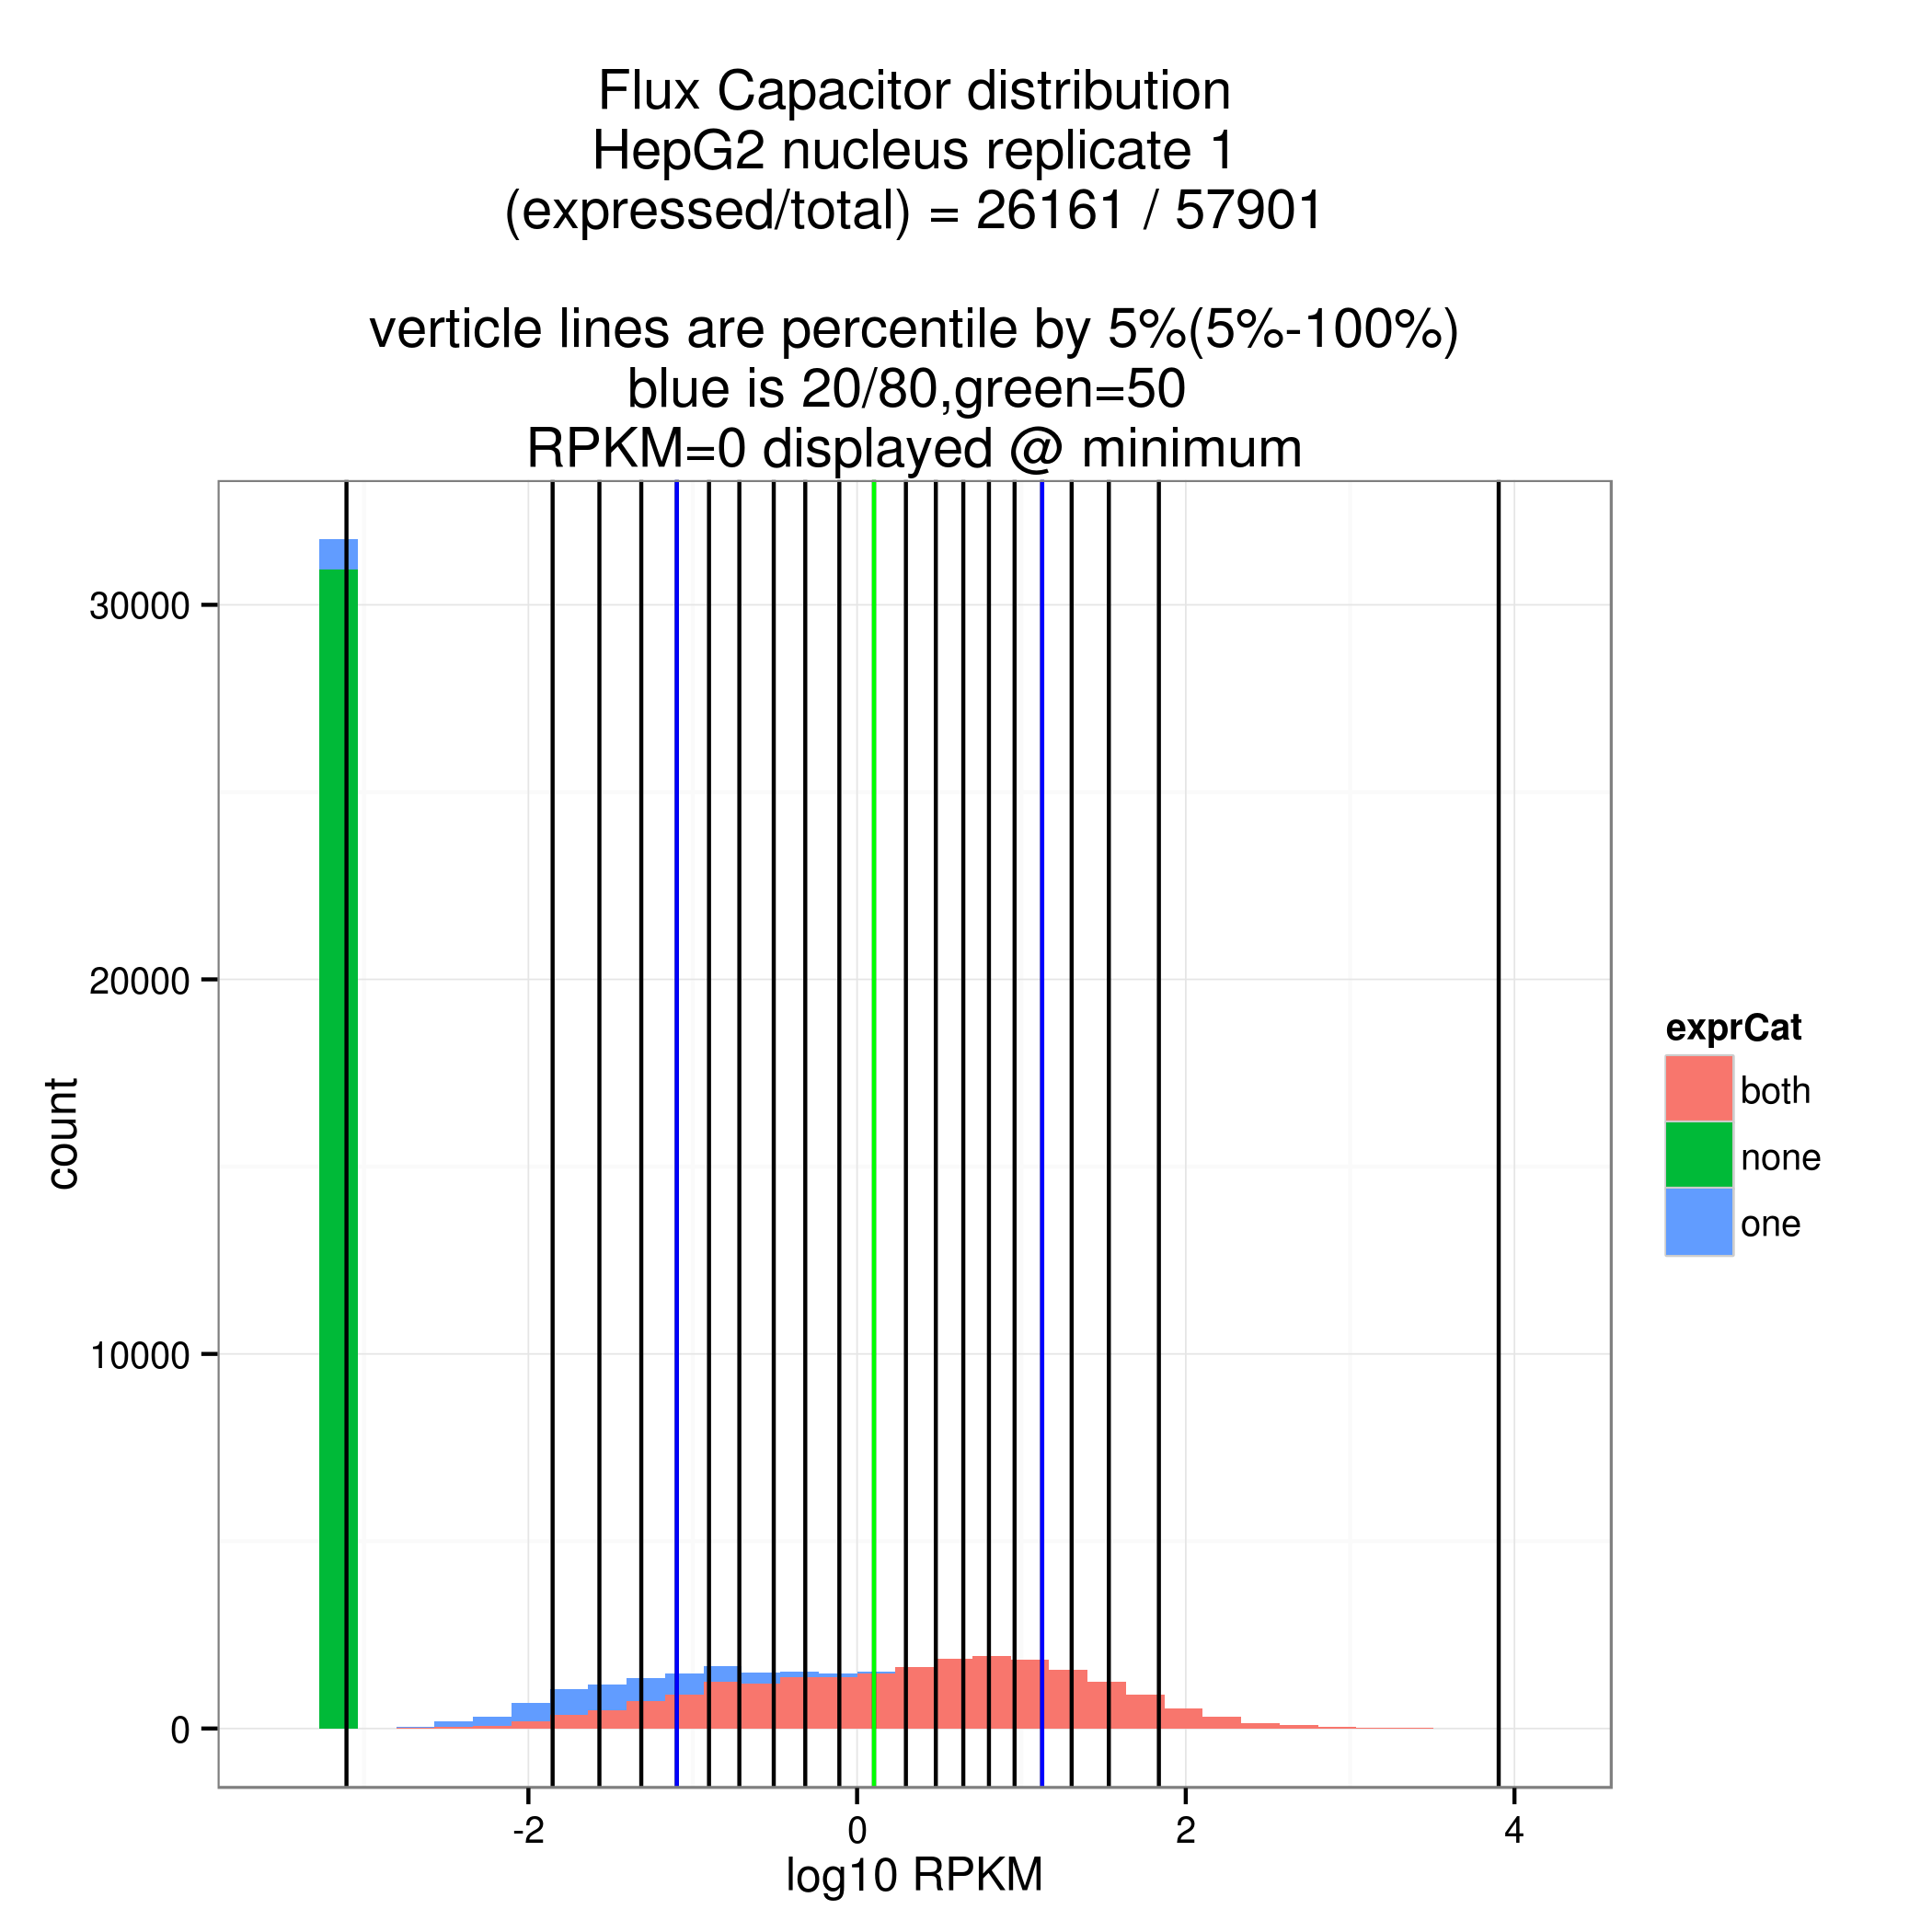 Flux Capacitor distribution
HepG2 nucleus replicate 1
(expressed/total) = 26161 / 57901
verticle lines are percentile by 5%(5%-100%)
blue is 20/80,green=50
RPKM=0 displayed @ minimum
30000
20000
10000
0
count
-2
0
2
4
log10 RPKM
exprCat
both
none
one